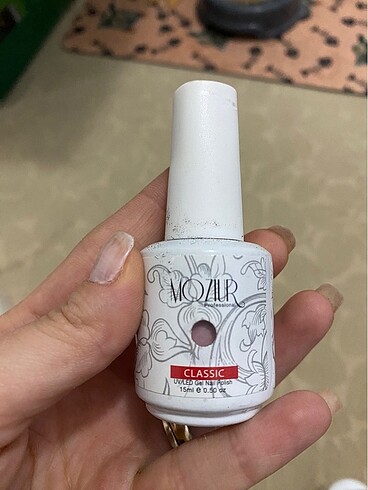 MOZIUR
Professional
CLASSIC
UV/LED Gel Nail Polish
15ml ℮ 0.50 oz